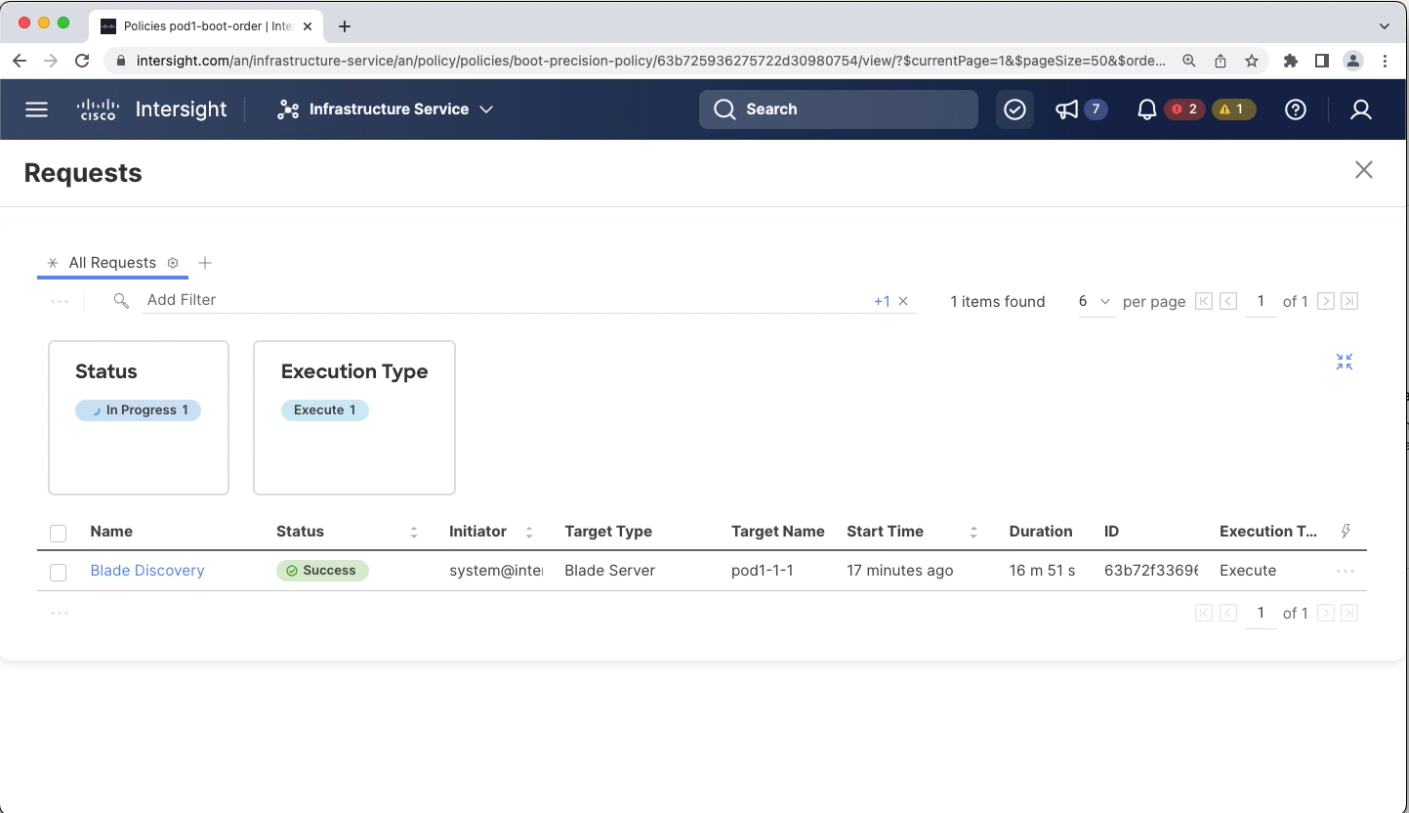 Policies pod1-boot-order | Inte
intersight.com/an/infrastructure-service/an/policy/policies/boot-precision-policy/63b725936275722d30980754/view/?$currentPage=1&$pageSize=50&$orde...
CISCO Intersight Infrastructure Service Search 7 2 1
Requests
All Requests
Add Filter +1 1 items found 6 per page 1 of 1
Status Execution Type
In Progress 1 Execute 1
Name Status Initiator Target Type Target Name Start Time Duration ID Execution T...
Blade Discovery Success system@inter Blade Server pod1-1-1 17 minutes ago 16 m 51 s 63b72f33696 Execute
1 of 1